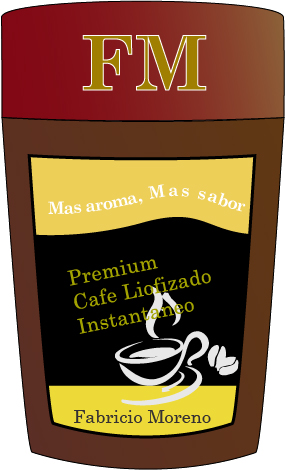 FM
Mas aroma, Mas sabor
Premium
Cafe Liofizado
Instantaneo
Fabricio Moreno